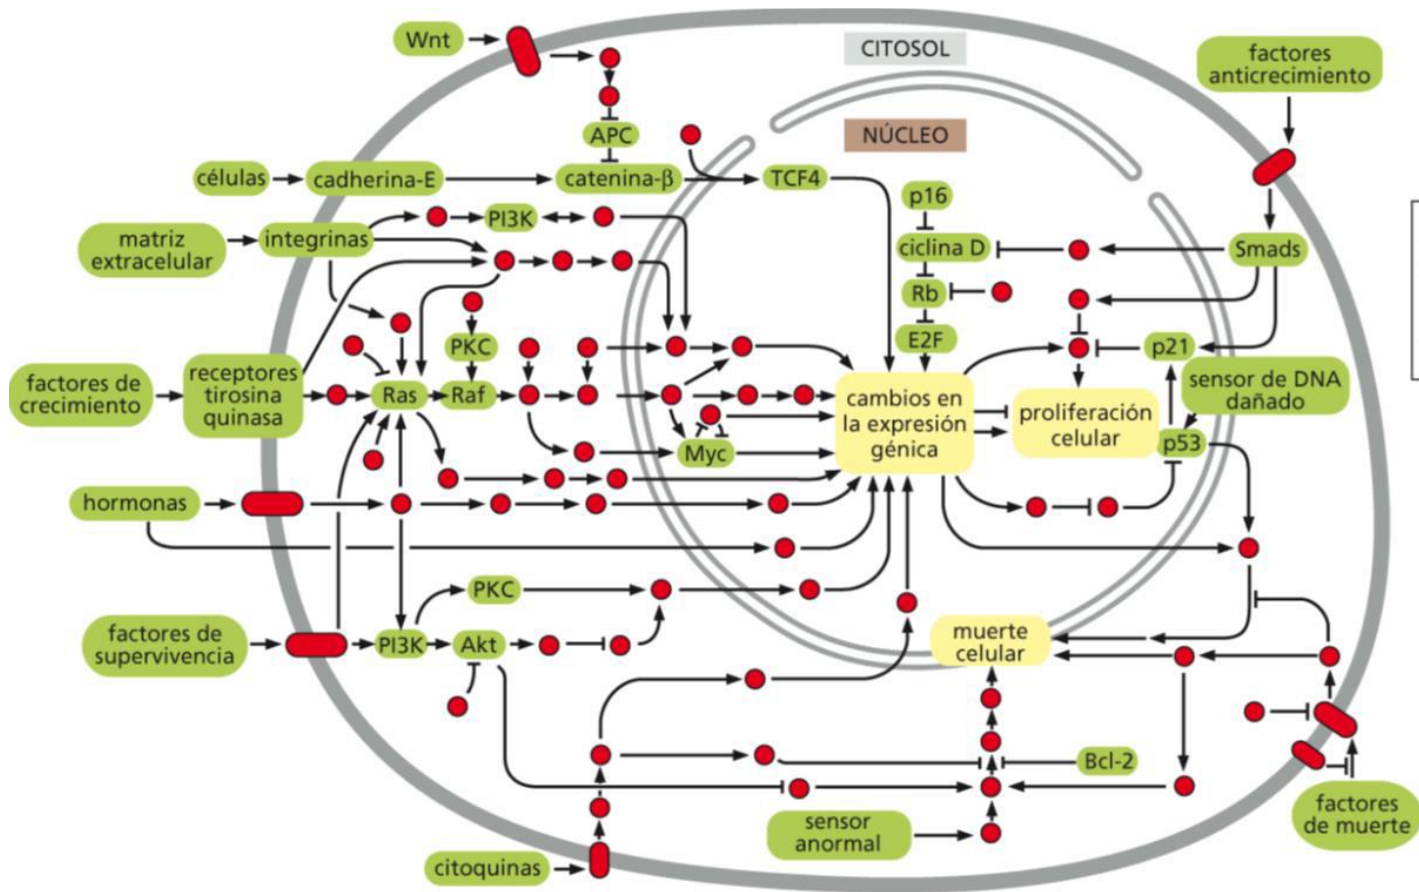 Wnt
CITOSOL
factores
anticrecimiento
NÚCLEO
APC
células
cadherina-E
catenina-β
TCF4
p16
PI3K
matriz
extracelular
integrinas
ciclina D
Smads
Rb
PKC
E2F
p21
factores de
crecimiento
receptores
tirosina
quinasa
Ras
Raf
cambios en
la expresión
génica
proliferación
celular
sensor de DNA
dañado
p53
Myc
hormonas
PKC
factores de
supervivencia
PI3K
Akt
muerte
celular
Bcl-2
sensor
anormal
factores
de muerte
citoquinas